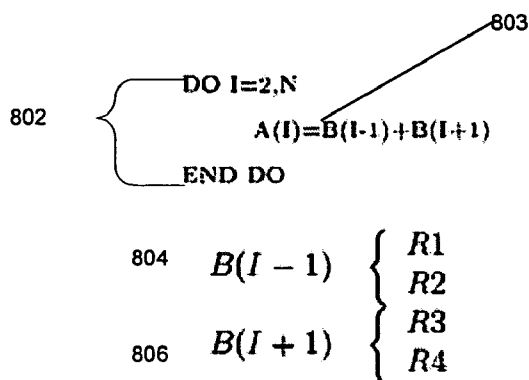 803
DO I=2,N
802
A(I)=B(I-1)+B(I+1)
END DO
804 B(I − 1) { R1
R2
806 B(I + 1) { R3
R4